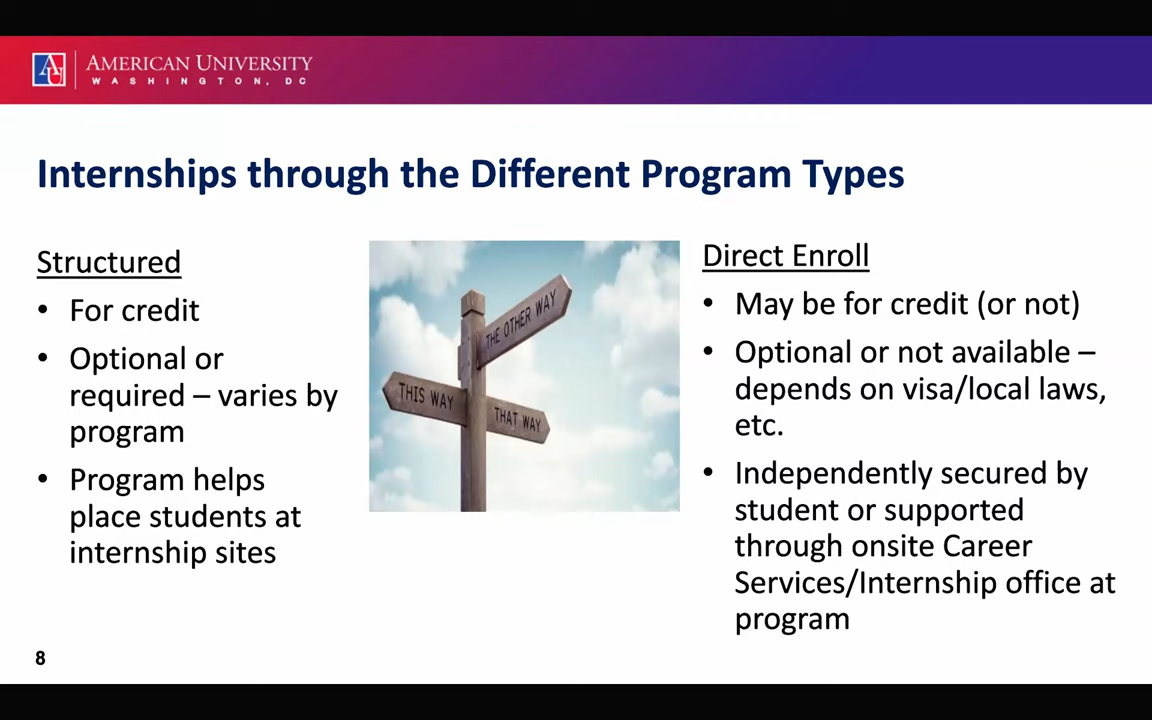 AMERICAN UNIVERSITY
WASHINGTON, DC
Internships through the Different Program Types
Structured
• For credit
• Optional or
required – varies by
program
• Program helps
place students at
internship sites
THE OTHER WAY
THIS WAY
THAT WAY
Direct Enroll
• May be for credit (or not)
• Optional or not available –
depends on visa/local laws,
etc.
• Independently secured by
student or supported
through onsite Career
Services/Internship office at
program
8